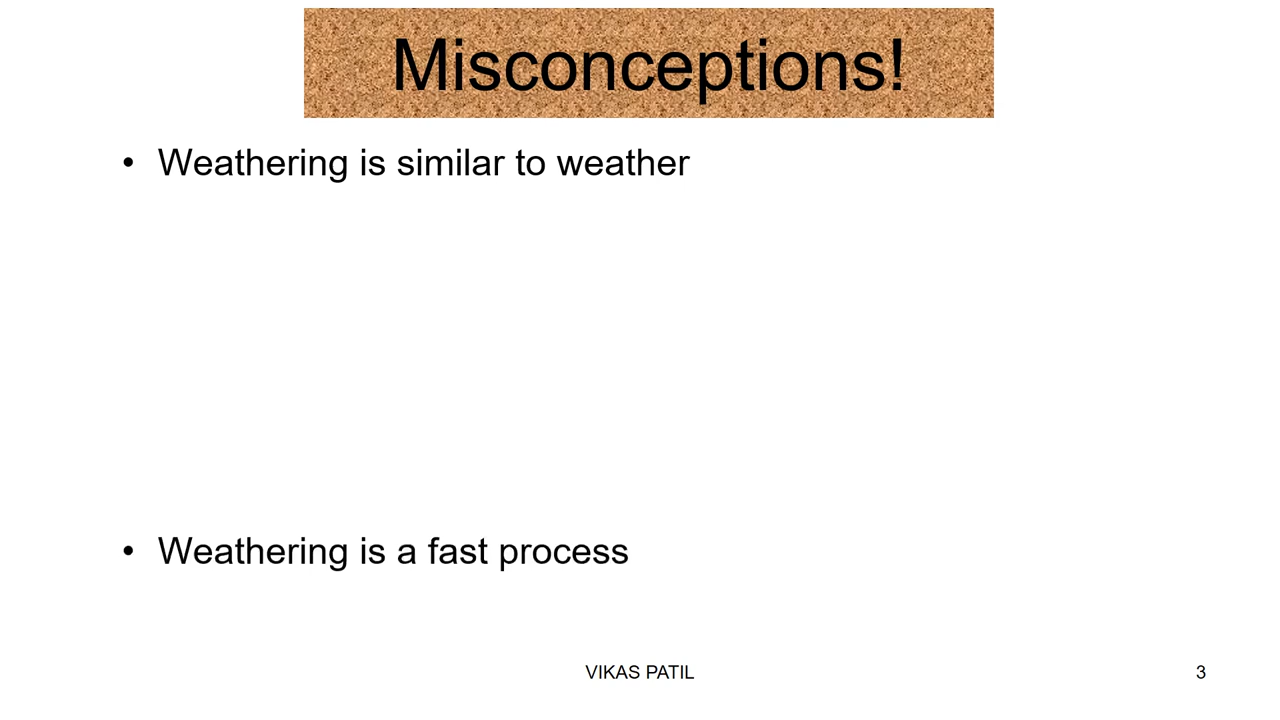 Misconceptions!
• Weathering is similar to weather
• Weathering is a fast process
VIKAS PATIL
3